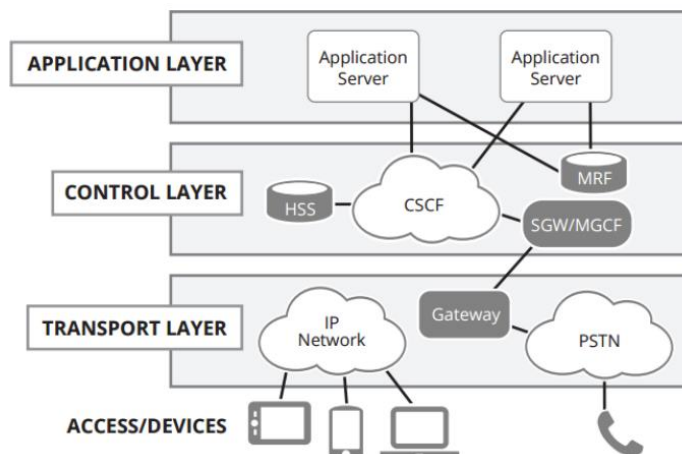 Application
Server
Application
Server
APPLICATION LAYER
MRF
CONTROL LAYER
HSS
CSCF
SGW/MGCF
IP
Network
Gateway
TRANSPORT LAYER
PSTN
ACCESS/DEVICES